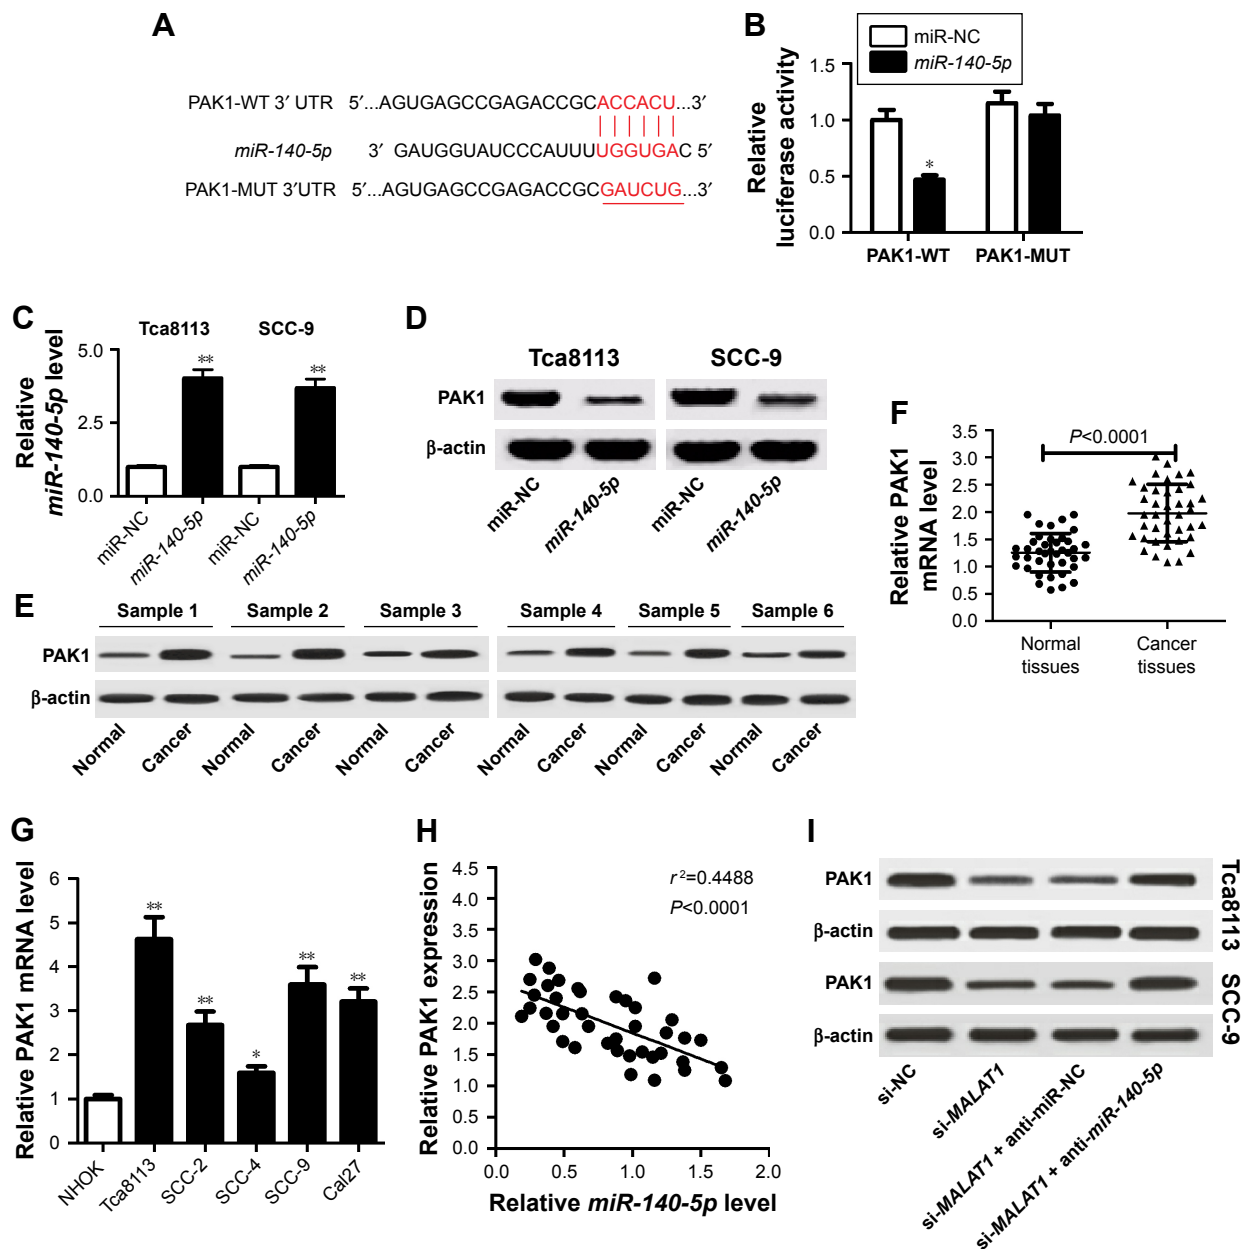 A
PAK1-WT 3′ UTR 5′...AGUGAGCCGAGACCGCACCACU...3′
miR-140-5p 3′ GAUGGUAUCCCAUUUUGGUGAC 5′
PAK1-MUT 3′UTR 5′...AGUGAGCCGAGACCGCGAUCUG...3′
B
miR-NC
miR-140-5p
Relative
luciferase activity
1.5
1.0
0.5
0.0
*
PAK1-WT PAK1-MUT
C
Tca8113 SCC-9
Relative
miR-140-5p level
5.0
2.5
0.0
** **
miR-NC
miR-140-5p
miR-NC
miR-140-5p
D
Tca8113 SCC-9
PAK1
β-actin
miR-NC
miR-140-5p
miR-NC
miR-140-5p
E
Sample 1 Sample 2 Sample 3 Sample 4 Sample 5 Sample 6
PAK1
β-actin
Normal Cancer Normal Cancer Normal Cancer Normal Cancer Normal Cancer Normal Cancer
F
Relative PAK1
mRNA level
P<0.0001
3.5
3.0
2.5
2.0
1.5
1.0
0.5
0.0
Normal
tissues
Cancer
tissues
G
Relative PAK1 mRNA level
6
5
4
3
2
1
0
** ** * ** **
NHOK
Tca8113
SCC-2
SCC-4
SCC-9
Cal27
H
Relative PAK1 expression
r²=0.4488
P<0.0001
4.5
4.0
3.5
3.0
2.5
2.0
1.5
1.0
0.5
0.0
0.0 0.5 1.0 1.5 2.0
Relative miR-140-5p level
I
PAK1
β-actin
Tca8113
PAK1
β-actin
SCC-9
si-NC
si-MALAT1
si-MALAT1 + anti-miR-NC
si-MALAT1 + anti-miR-140-5p